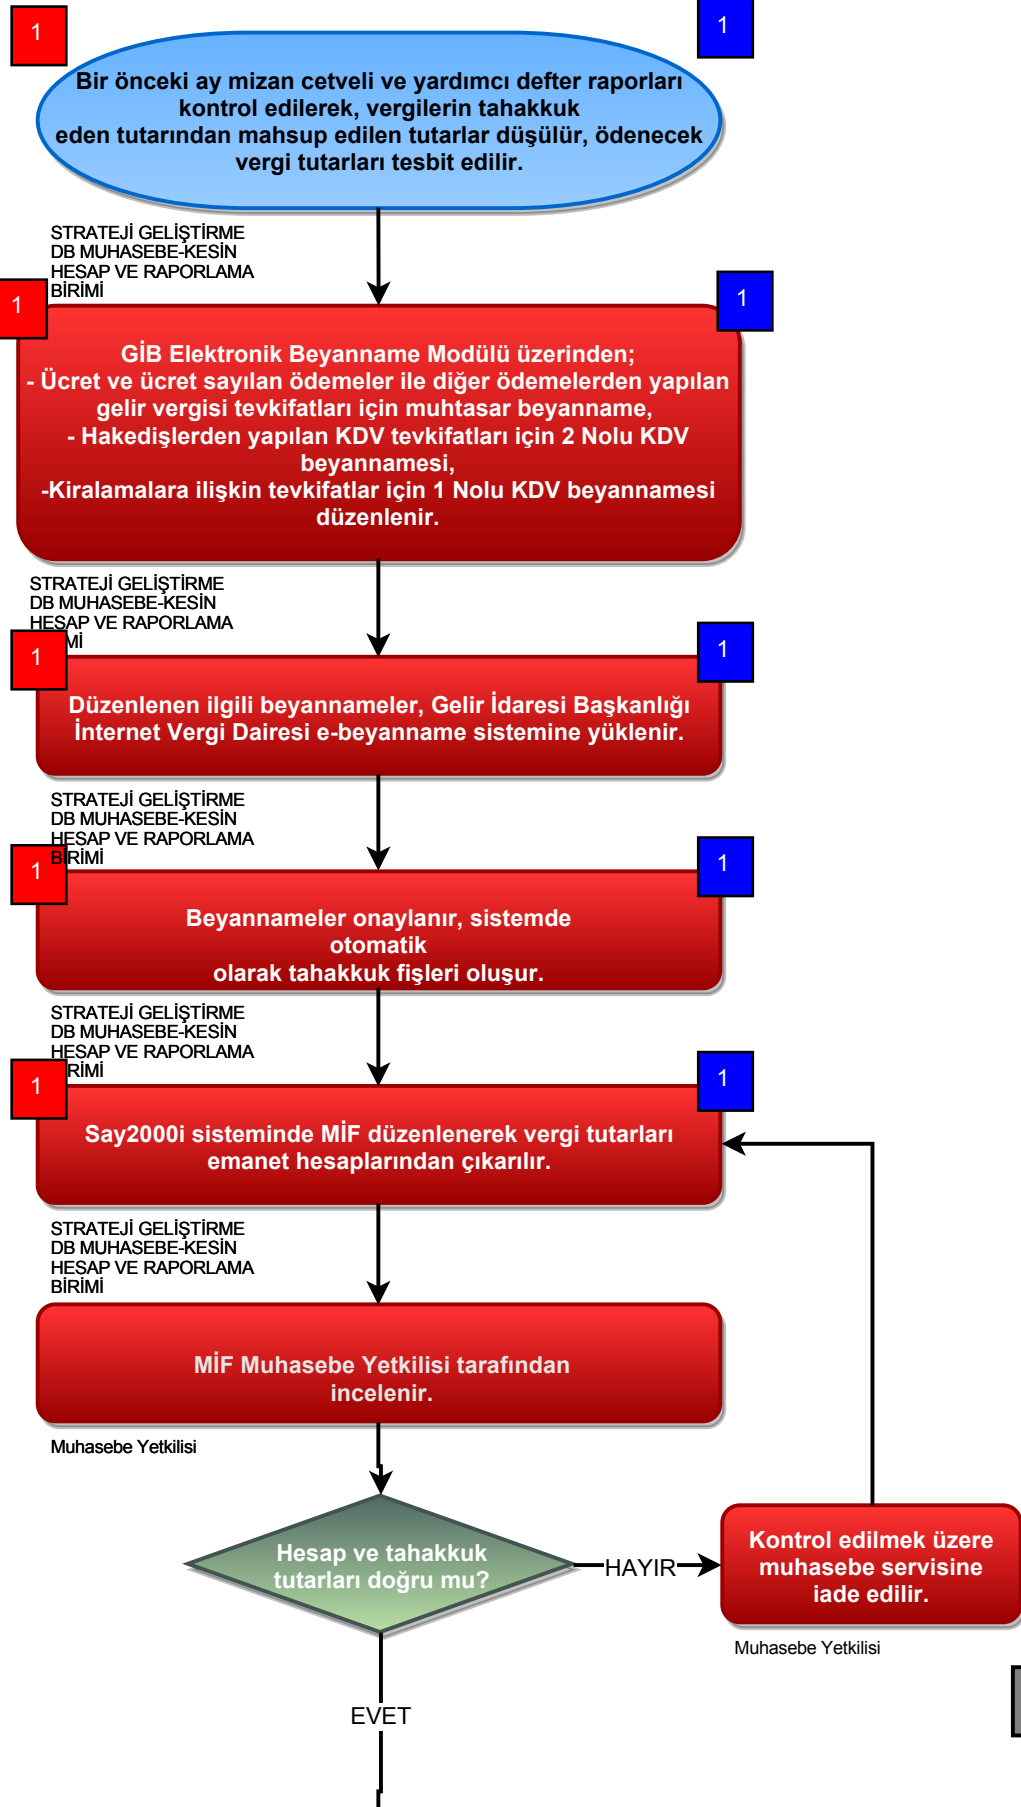 1
1
Bir önceki ay mizan cetveli ve yardımcı defter raporları
kontrol edilerek, vergilerin tahakkuk
eden tutarından mahsup edilen tutarlar düşülür, ödenecek
vergi tutarları tesbit edilir.
STRATEJİ GELİŞTİRME
DB MUHASEBE-KESİN
HESAP VE RAPORLAMA
BİRİMİ
1
1
GİB Elektronik Beyanname Modülü üzerinden;
- Ücret ve ücret sayılan ödemeler ile diğer ödemelerden yapılan
gelir vergisi tevkifatları için muhtasar beyanname,
- Hakedişlerden yapılan KDV tevkifatları için 2 Nolu KDV
beyannamesi,
-Kiralamalara ilişkin tevkifatlar için 1 Nolu KDV beyannamesi
düzenlenir.
STRATEJİ GELİŞTİRME
DB MUHASEBE-KESİN
HESAP VE RAPORLAMA
BİRİMİ
1
1
Düzenlenen ilgili beyannameler, Gelir İdaresi Başkanlığı
İnternet Vergi Dairesi e-beyanname sistemine yüklenir.
STRATEJİ GELİŞTİRME
DB MUHASEBE-KESİN
HESAP VE RAPORLAMA
BİRİMİ
1
1
Beyannameler onaylanır, sistemde
otomatik
olarak tahakkuk fişleri oluşur.
STRATEJİ GELİŞTİRME
DB MUHASEBE-KESİN
HESAP VE RAPORLAMA
BİRİMİ
1
1
Say2000i sisteminde MİF düzenlenerek vergi tutarları
emanet hesaplarından çıkarılır.
STRATEJİ GELİŞTİRME
DB MUHASEBE-KESİN
HESAP VE RAPORLAMA
BİRİMİ
MİF Muhasebe Yetkilisi tarafından
incelenir.
Muhasebe Yetkilisi
Hesap ve tahakkuk
tutarları doğru mu?
HAYIR
Kontrol edilmek üzere
muhasebe servisine
iade edilir.
Muhasebe Yetkilisi
EVET